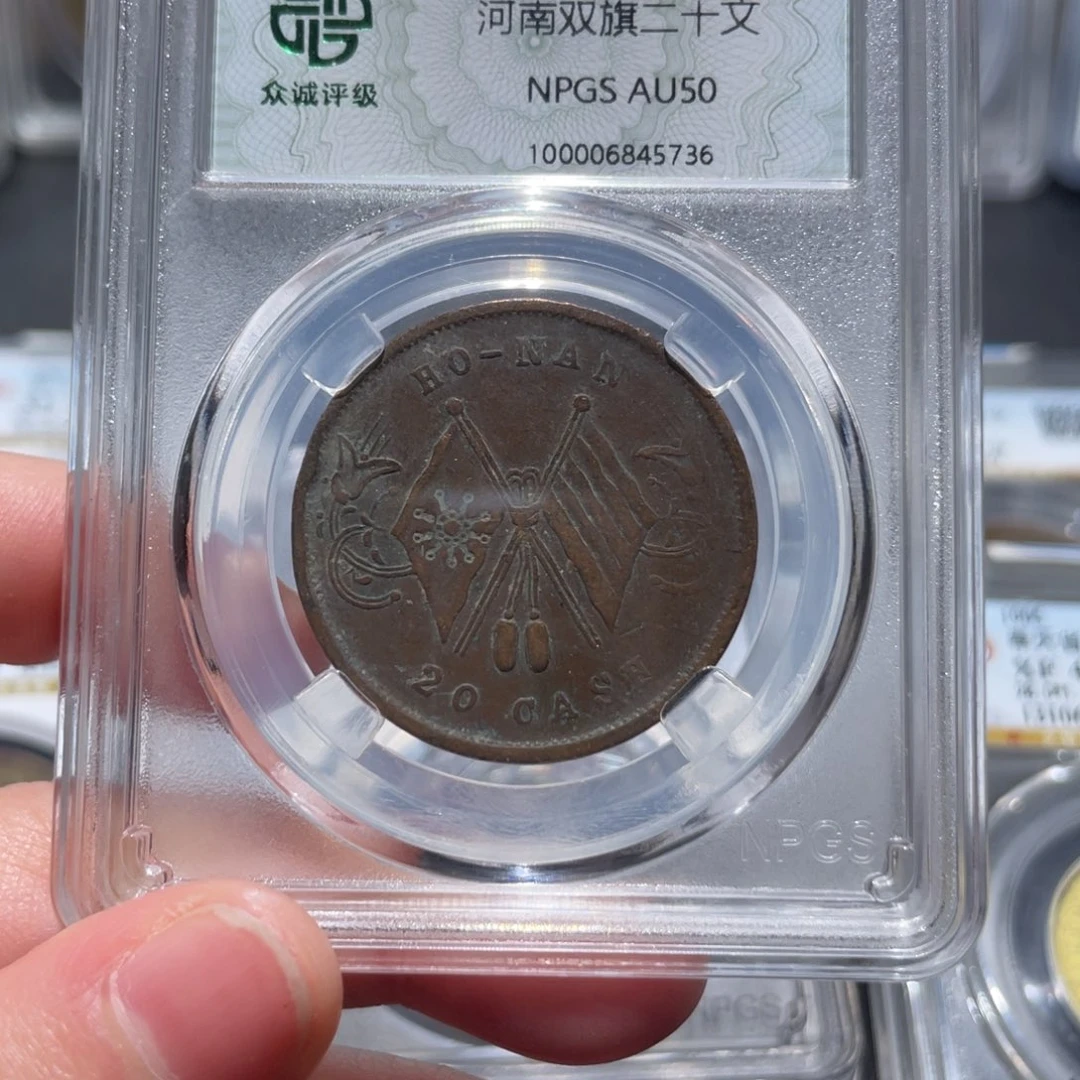 河南双旗二十文
众诚评级
NPGS AU50
100006845736
HO-NAN
20 CASH
NPGS
NPGS